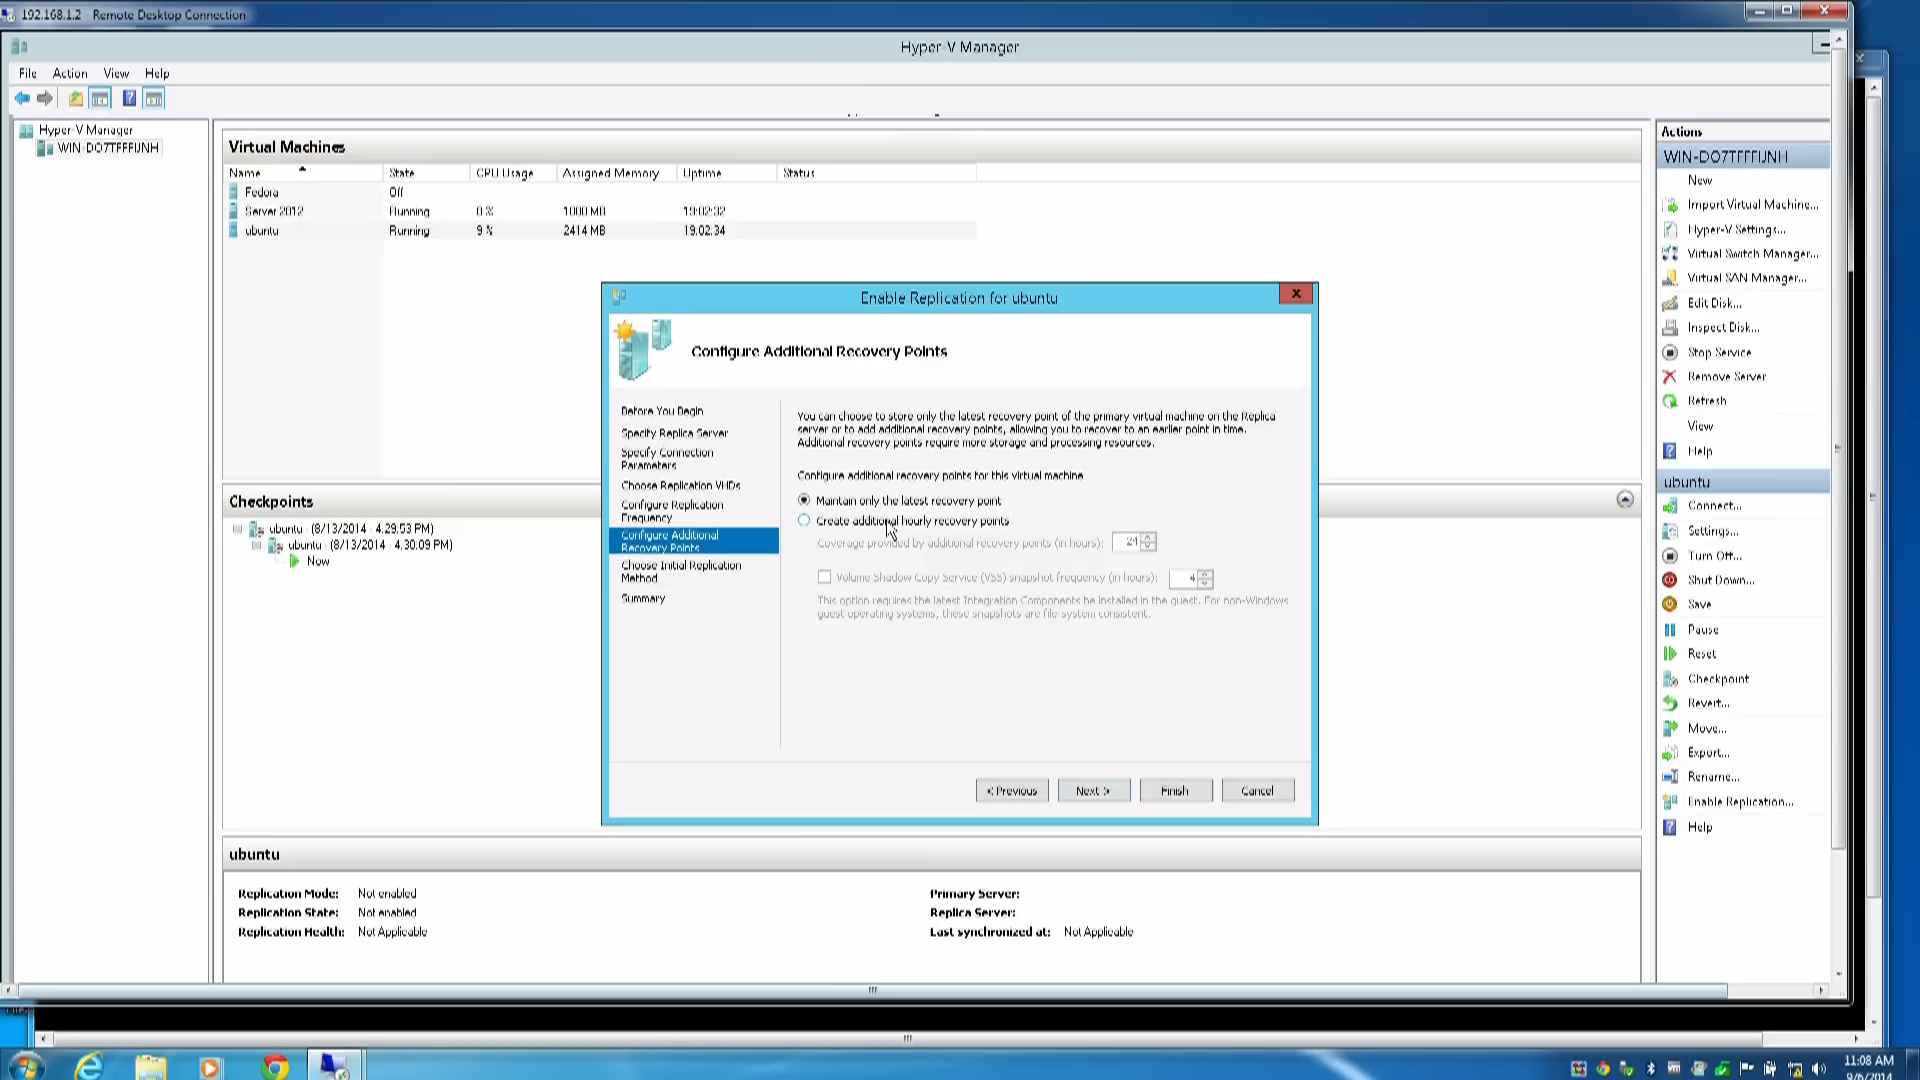 192.168.1.2 - Remote Desktop Connection
Hyper-V Manager
File Action View Help
Hyper-V Manager
WIN-DO7TFFFIJNH
Virtual Machines
Name State CPU Usage Assigned Memory Uptime Status
Fedora Off
Server 2012 Running 0 % 1000 MB 19:02:32
ubuntu Running 9 % 2414 MB 19:02:34
Checkpoints
ubuntu - (8/13/2014 - 4:29:53 PM)
ubuntu - (8/13/2014 - 4:30:09 PM)
Now
Enable Replication for ubuntu
Configure Additional Recovery Points
Before You Begin
Specify Replica Server
Specify Connection
Parameters
Choose Replication VHDs
Configure Replication
Frequency
Configure Additional
Recovery Points
Choose Initial Replication
Method
Summary
You can choose to store only the latest recovery point of the primary virtual machine on the Replica
server or to add additional recovery points, allowing you to recover to an earlier point in time.
Additional recovery points require more storage and processing resources.
Configure additional recovery points for this virtual machine
Maintain only the latest recovery point
Create additional hourly recovery points
Coverage provided by additional recovery points (in hours): 24
Volume Shadow Copy Service (VSS) snapshot frequency (in hours): 4
This option requires the latest Integration Components be installed in the guest. For non-Windows
guest operating systems, these snapshots are file-system consistent.
< Previous Next > Finish Cancel
ubuntu
Replication Mode: Not enabled
Replication State: Not enabled
Replication Health: Not Applicable
Primary Server:
Replica Server:
Last synchronized at: Not Applicable
Actions
WIN-DO7TFFFIJNH
New
Import Virtual Machine...
Hyper-V Settings...
Virtual Switch Manager...
Virtual SAN Manager...
Edit Disk...
Inspect Disk...
Stop Service
Remove Server
Refresh
View
Help
ubuntu
Connect...
Settings...
Turn Off...
Shut Down...
Save
Pause
Reset
Checkpoint
Revert...
Move...
Export...
Rename...
Enable Replication...
Help
11:08 AM
9/6/2014